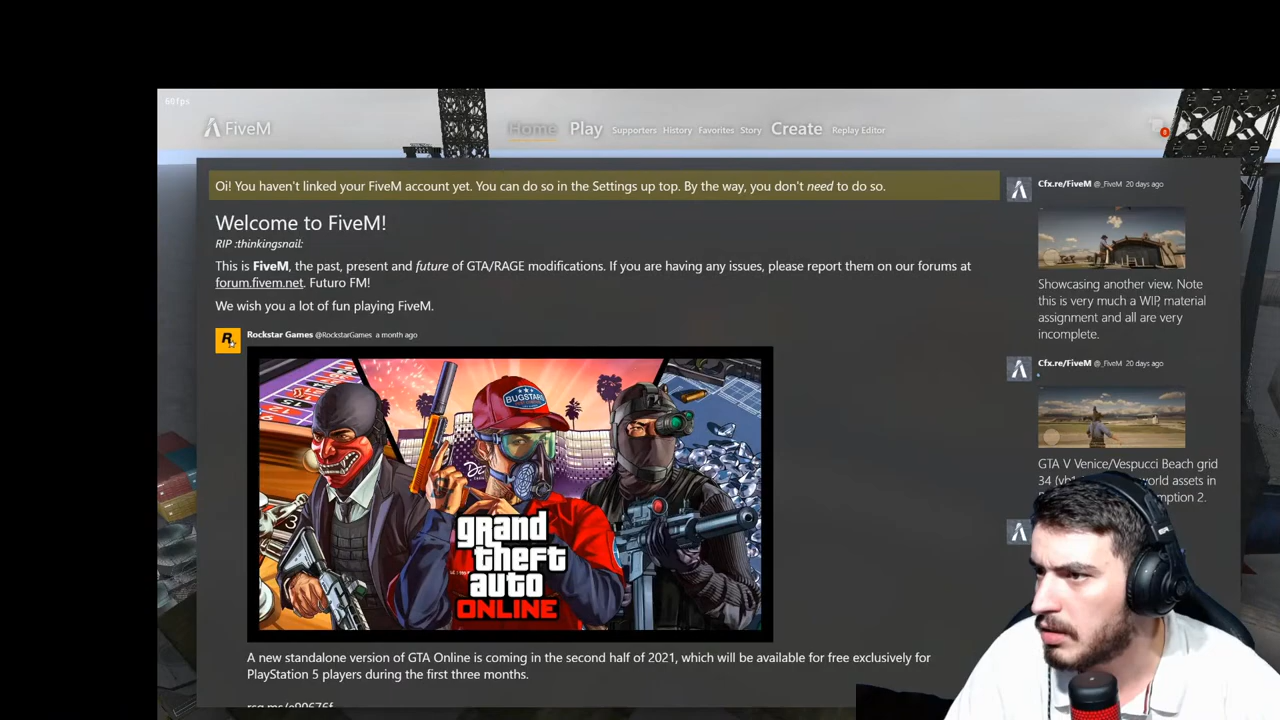 60fps
FiveM
Home Play Supporters History Favorites Story Create Replay Editor
8
Oi! You haven't linked your FiveM account yet. You can do so in the Settings up top. By the way, you don't need to do so.
Welcome to FiveM!
RIP :thinkingsnail:
This is FiveM, the past, present and future of GTA/RAGE modifications. If you are having any issues, please report them on our forums at
forum.fivem.net. Futuro FM!
We wish you a lot of fun playing FiveM.
Rockstar Games @RockstarGames a month ago
BUGSTARS
grand
theft
auto
ONLINE
A new standalone version of GTA Online is coming in the second half of 2021, which will be available for free exclusively for
PlayStation 5 players during the first three months.
Cfx.re/FiveM @_FiveM 20 days ago
Showcasing another view. Note
this is very much a WIP, material
assignment and all are very
incomplete.
Cfx.re/FiveM @_FiveM 20 days ago
GTA V Venice/Vespucci Beach grid
34 world assets in
2.